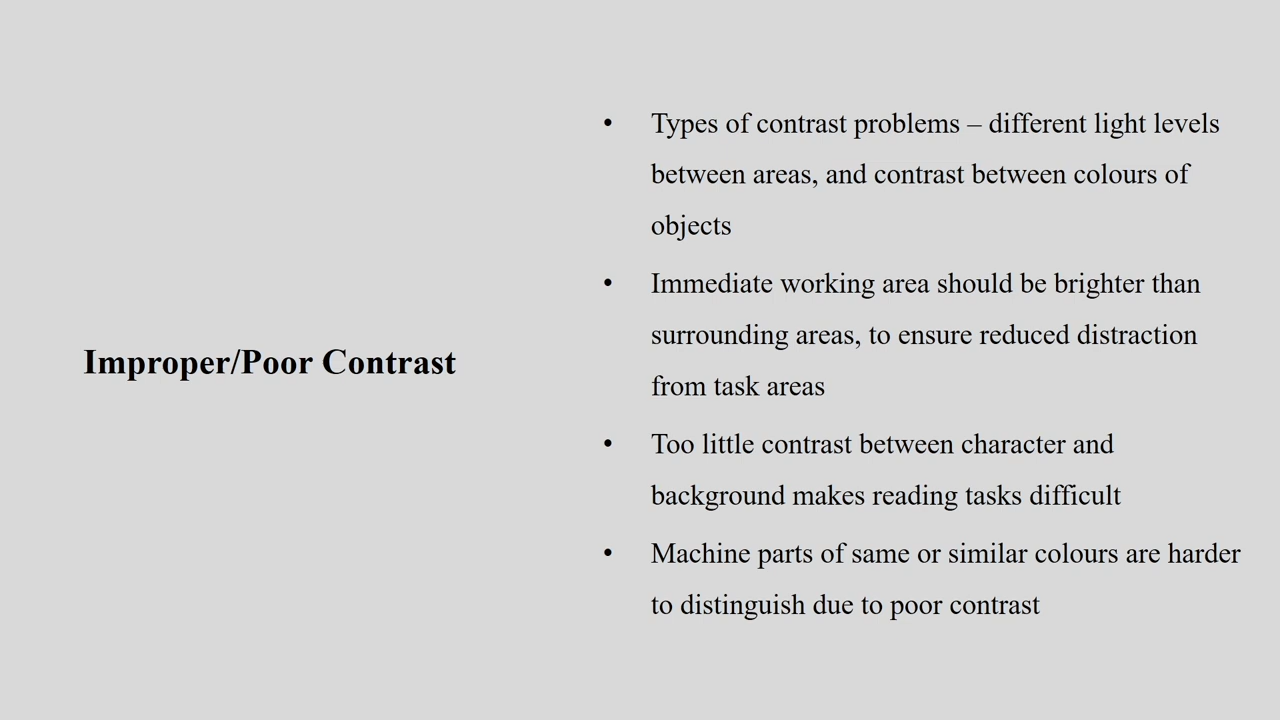 Improper/Poor Contrast
• Types of contrast problems – different light levels
between areas, and contrast between colours of
objects
• Immediate working area should be brighter than
surrounding areas, to ensure reduced distraction
from task areas
• Too little contrast between character and
background makes reading tasks difficult
• Machine parts of same or similar colours are harder
to distinguish due to poor contrast